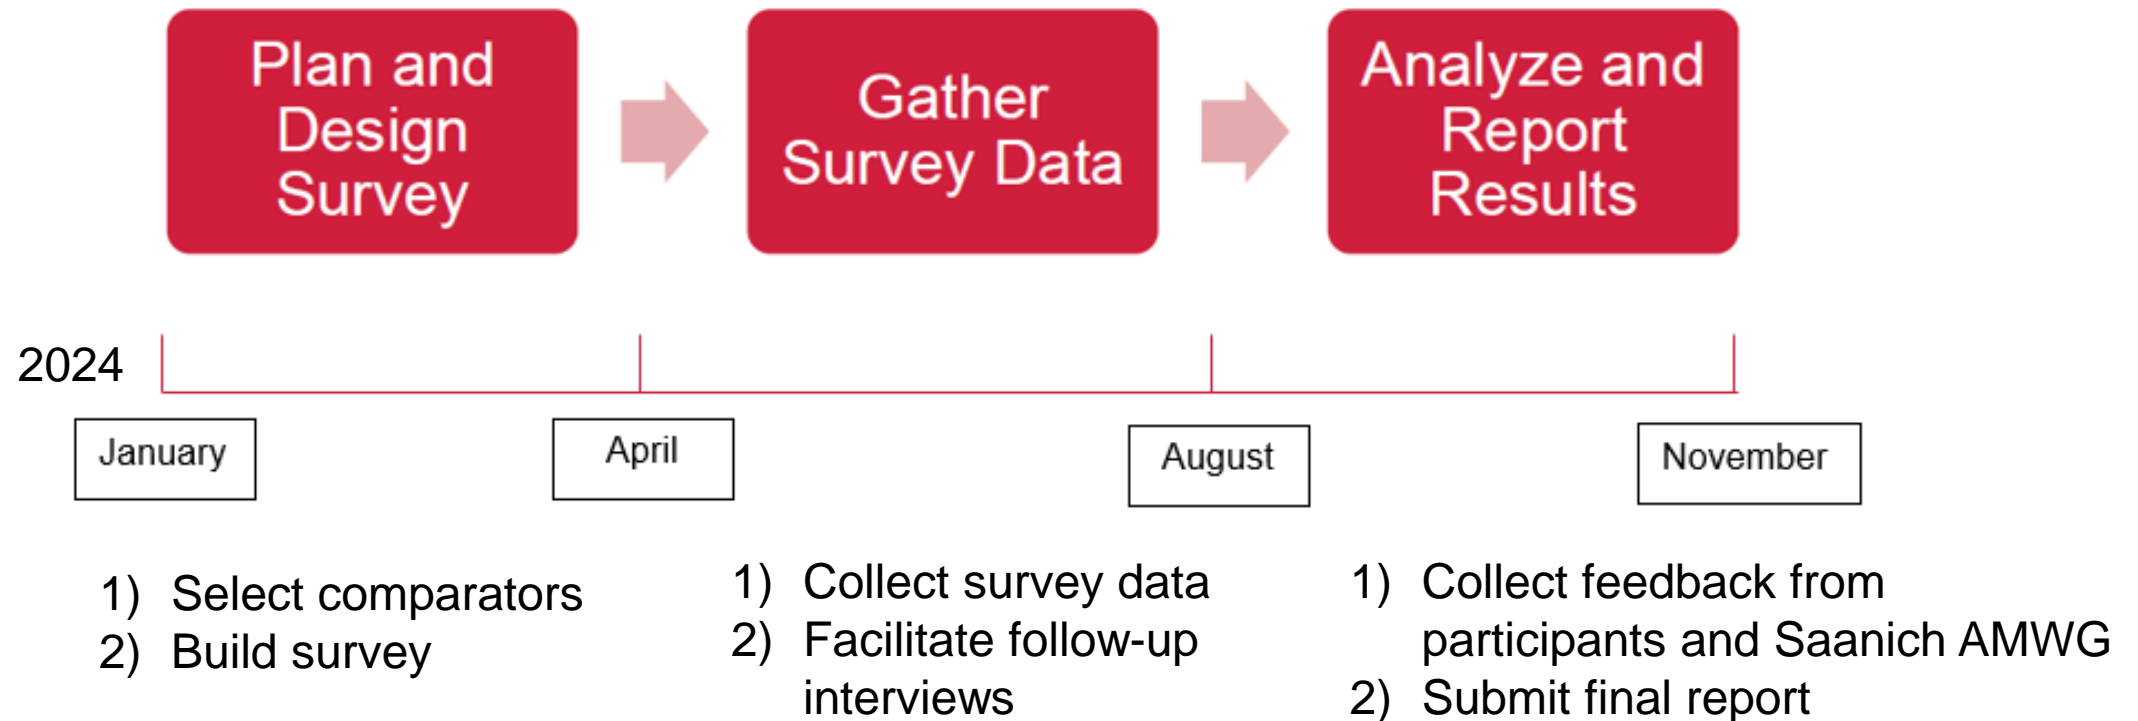 Plan and
Design
Survey
Gather
Survey Data
Analyze and
Report
Results
2024
January
April
August
November
1) Select comparators
2) Build survey
1) Collect survey data
2) Facilitate follow-up
interviews
1) Collect feedback from
participants and Saanich AMWG
2) Submit final report